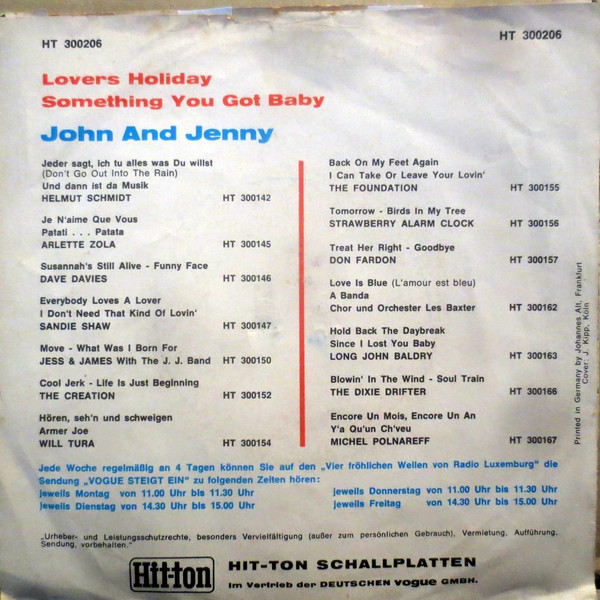 HT 300206
HT 300206
Lovers Holiday
Something You Got Baby
John And Jenny
Jeder sagt, ich tu alles was Du willst
(Don't Go Out Into The Rain)
Und dann ist da Musik
HELMUT SCHMIDT HT 300142
Je N'aime Que Vous
Patati . . . Patata
ARLETTE ZOLA HT 300145
Susannah's Still Alive - Funny Face
DAVE DAVIES HT 300146
Everybody Loves A Lover
I Don't Need That Kind Of Lovin'
SANDIE SHAW HT 300147
Move - What Was I Born For
JESS & JAMES With The J. J. Band HT 300150
Cool Jerk - Life Is Just Beginning
THE CREATION HT 300152
Hören, seh'n und schweigen
Armer Joe
WILL TURA HT 300154
Back On My Feet Again
I Can Take Or Leave Your Lovin'
THE FOUNDATION HT 300155
Tomorrow - Birds In My Tree
STRAWBERRY ALARM CLOCK HT 300156
Treat Her Right - Goodbye
DON FARDON HT 300157
Love Is Blue (L'amour est bleu)
A Banda
Chor und Orchester Les Baxter HT 300162
Hold Back The Daybreak
Since I Lost You Baby
LONG JOHN BALDRY HT 300163
Blowin' In The Wind - Soul Train
THE DIXIE DRIFTER HT 300166
Encore Un Mois, Encore Un An
Y'a Qu'un Ch'veu
MICHEL POLNAREFF HT 300167
Printed in Germany by Johannes Alt, Frankfurt
Cover: J. Kipp, Köln
Jede Woche regelmäßig an 4 Tagen können Sie auf den „Vier fröhlichen Wellen von Radio Luxemburg" die
Sendung „VOGUE STEIGT EIN" zu folgenden Zeiten hören:
jeweils Montag von 11.00 Uhr bis 11.30 Uhr jeweils Donnerstag von 11.00 Uhr bis 11.30 Uhr
jeweils Dienstag von 14.30 Uhr bis 15.00 Uhr jeweils Freitag von 14.30 Uhr bis 15.00 Uhr
„Urheber- und Leistungsschutzrechte, besonders Vervielfältigung (außer zum persönlichen Gebrauch), Vermietung, Aufführung,
Sendung, vorbehalten."
Hit-ton HIT-TON SCHALLPLATTEN
Im Vertrieb der DEUTSCHEN vogue GMBH.